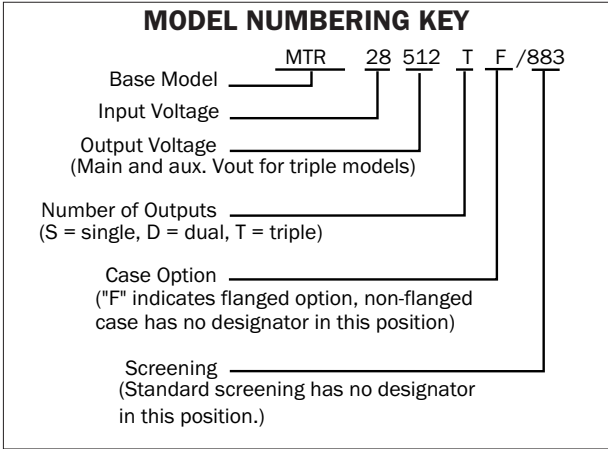 MODEL NUMBERING KEY
MTR 28 512 T F /883
Base Model
Input Voltage
Output Voltage
(Main and aux. Vout for triple models)
Number of Outputs
(S = single, D = dual, T = triple)
Case Option
("F" indicates flanged option, non-flanged
case has no designator in this position)
Screening
(Standard screening has no designator
in this position.)